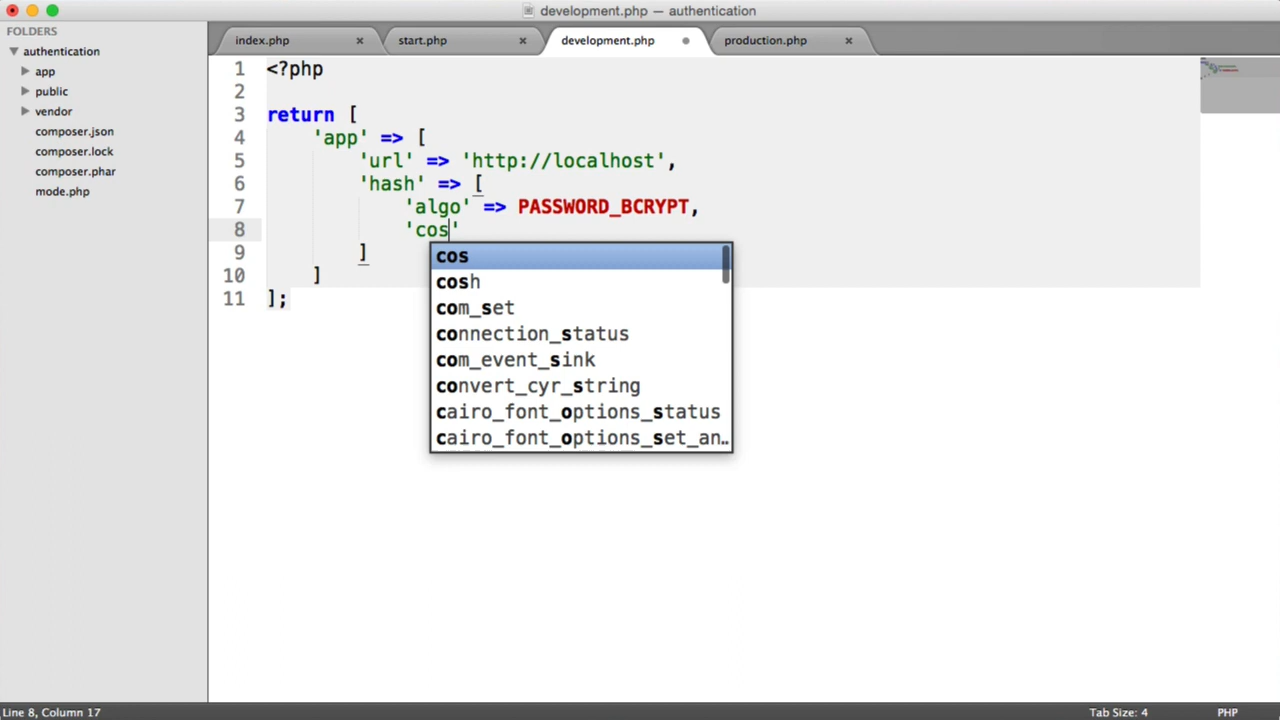 development.php — authentication
FOLDERS
authentication
app
public
vendor
composer.json
composer.lock
composer.phar
mode.php
index.php × start.php × development.php production.php ×
1 <?php
2
3 return [
4 'app' => [
5 'url' => 'http://localhost',
6 'hash' => [
7 'algo' => PASSWORD_BCRYPT,
8 'cos'
9 ]
10 ]
11 ];
cos
cosh
com_set
connection_status
com_event_sink
convert_cyr_string
cairo_font_options_status
cairo_font_options_set_an..
Line 8, Column 17 Tab Size: 4 PHP